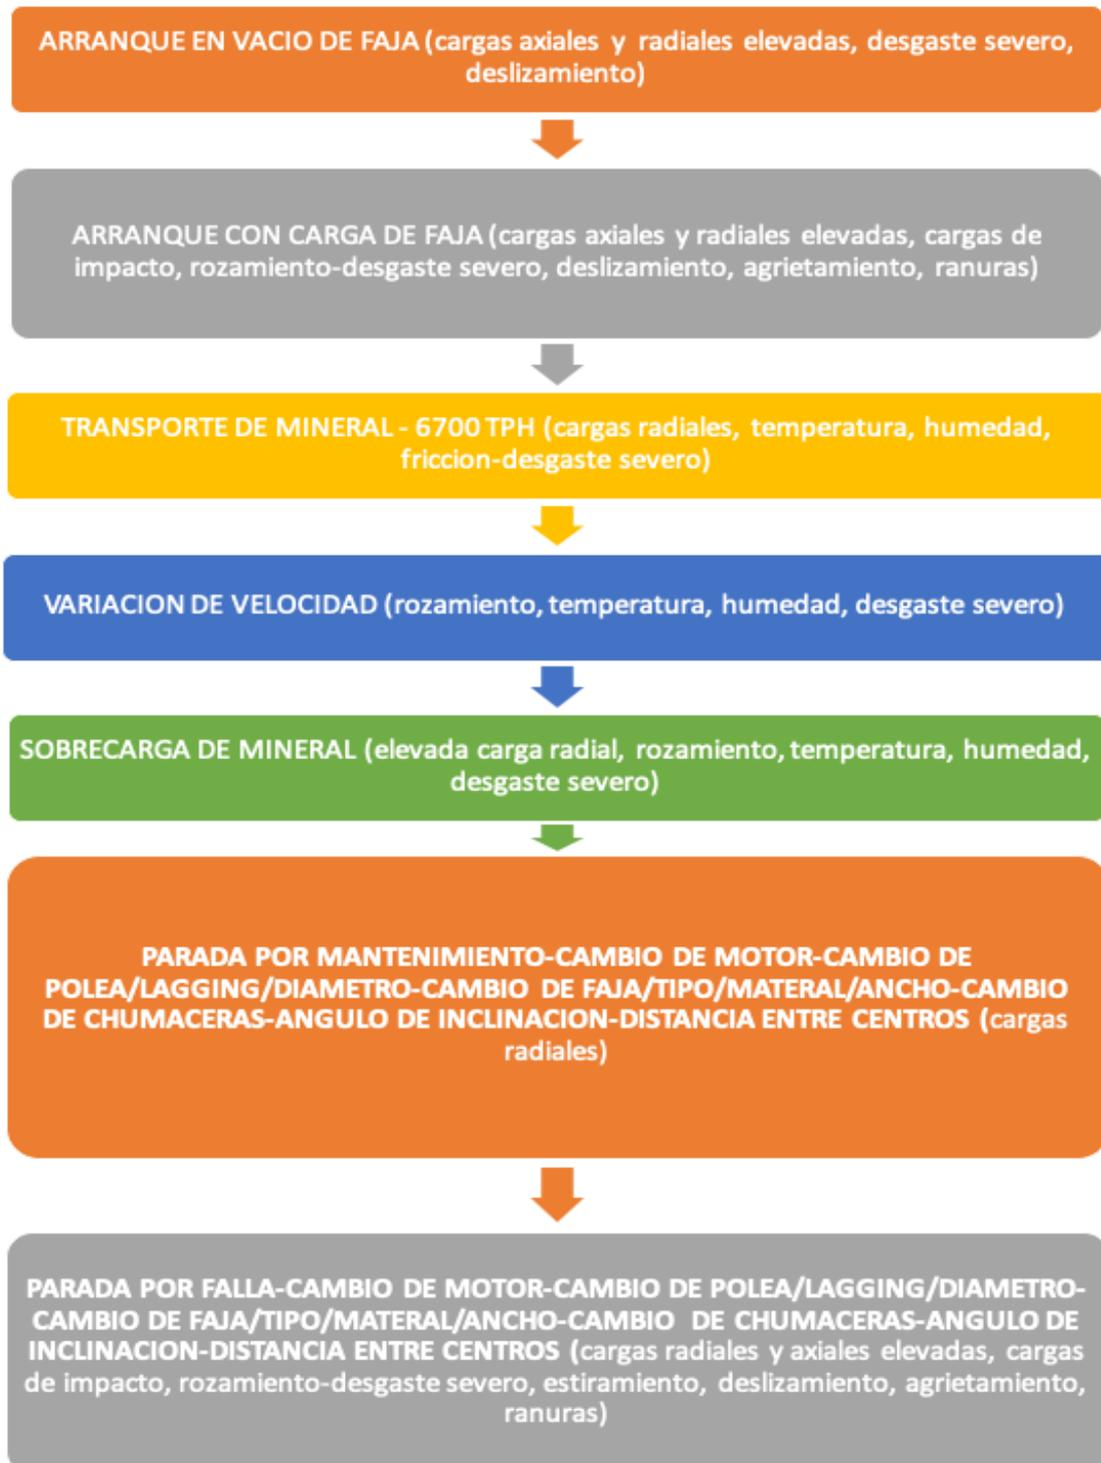 ARRANQUE EN VACIO DE FAJA (cargas axiales y radiales elevadas, desgaste severo,
deslizamiento)
ARRANQUE CON CARGA DE FAJA (cargas axiales y radiales elevadas, cargas de
impacto, rozamiento-desgaste severo, deslizamiento, agrietamiento, ranuras)
TRANSPORTE DE MINERAL - 6700 TPH (cargas radiales, temperatura, humedad,
friccion-desgaste severo)
VARIACION DE VELOCIDAD (rozamiento, temperatura, humedad, desgaste severo)
SOBRECARGA DE MINERAL (elevada carga radial, rozamiento, temperatura, humedad,
desgaste severo)
PARADA POR MANTENIMIENTO-CAMBIO DE MOTOR-CAMBIO DE
POLEA/LAGGING/DIAMETRO-CAMBIO DE FAJA/TIPO/MATERAL/ANCHO-CAMBIO
DE CHUMACERAS-ANGULO DE INCLINACION-DISTANCIA ENTRE CENTROS (cargas
radiales)
PARADA POR FALLA-CAMBIO DE MOTOR-CAMBIO DE POLEA/LAGGING/DIAMETRO-
CAMBIO DE FAJA/TIPO/MATERAL/ANCHO-CAMBIO DE CHUMACERAS-ANGULO DE
INCLINACION-DISTANCIA ENTRE CENTROS (cargas radiales y axiales elevadas, cargas
de impacto, rozamiento-desgaste severo, estiramiento, deslizamiento, agrietamiento,
ranuras)